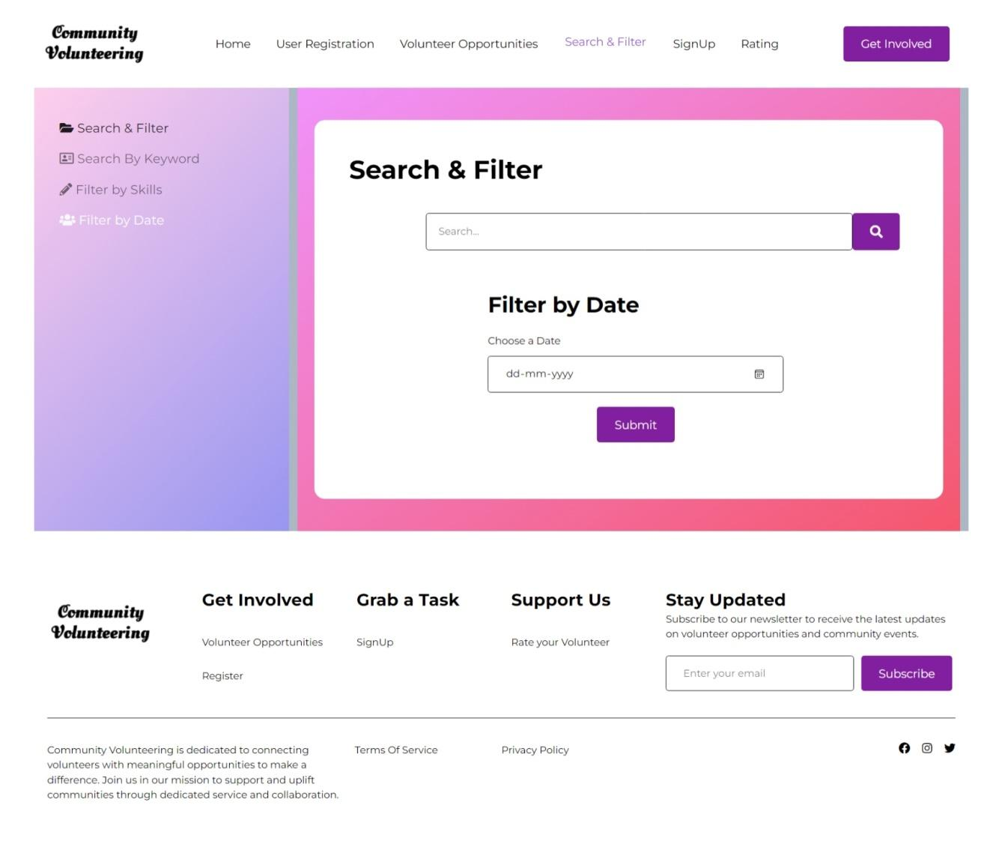 Community
Volunteering
Home
User Registration
Volunteer Opportunities
Search & Filter
SignUp
Rating
Get Involved
Search & Filter
Search By Keyword
Filter by Skills
Filter by Date
Search & Filter
Search...
Filter by Date
Choose a Date
dd-mm-yyyy
Submit
Community
Volunteering
Get Involved
Volunteer Opportunities
Register
Grab a Task
SignUp
Support Us
Rate your Volunteer
Stay Updated
Subscribe to our newsletter to receive the latest updates
on volunteer opportunities and community events.
Enter your email
Subscribe
Community Volunteering is dedicated to connecting
volunteers with meaningful opportunities to make a
difference. Join us in our mission to support and uplift
communities through dedicated service and collaboration.
Terms Of Service
Privacy Policy